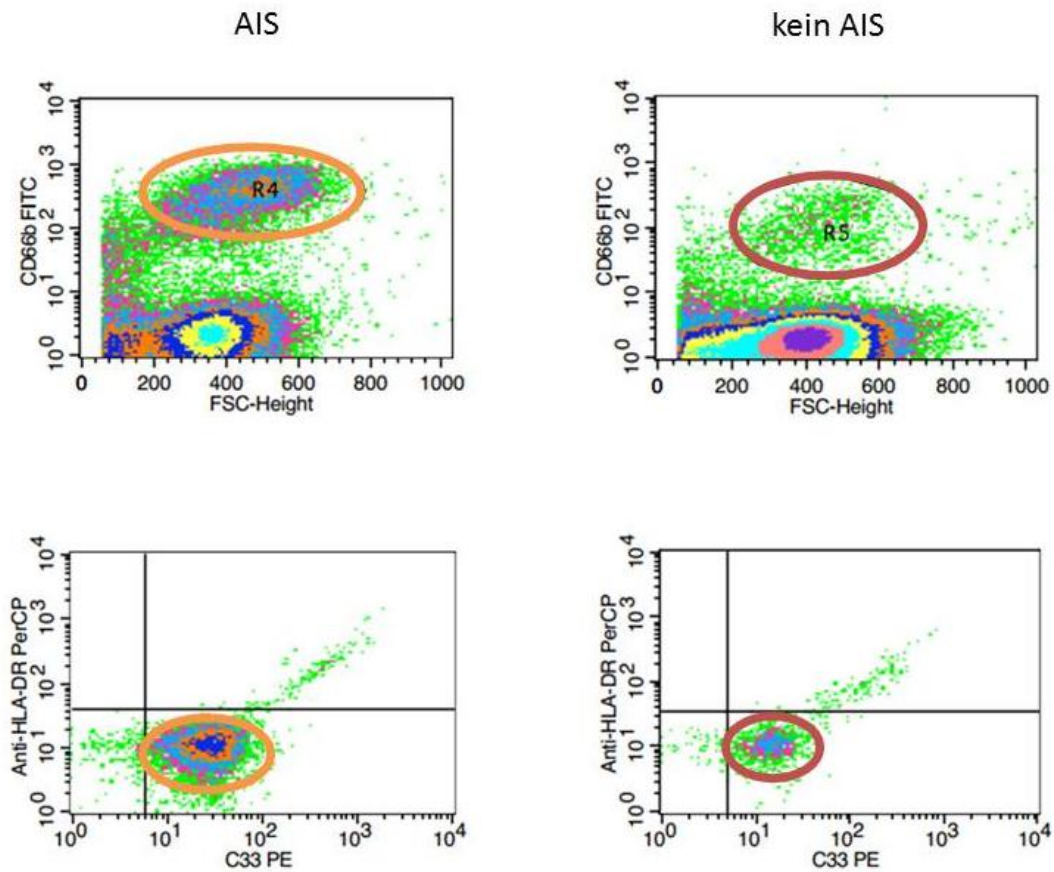 AIS
kein AIS
10^4
10^3
10^2
10^1
10^0
CD66b FITC
R4
0 200 400 600 800 1000
FSC-Height
10^4
10^3
10^2
10^1
10^0
CD66b FITC
R5
0 200 400 600 800 1000
FSC-Height
10^4
10^3
10^2
10^1
10^0
Anti-HLA-DR PerCP
10^0 10^1 10^2 10^3 10^4
C33 PE
10^4
10^3
10^2
10^1
10^0
Anti-HLA-DR PerCP
10^0 10^1 10^2 10^3 10^4
C33 PE